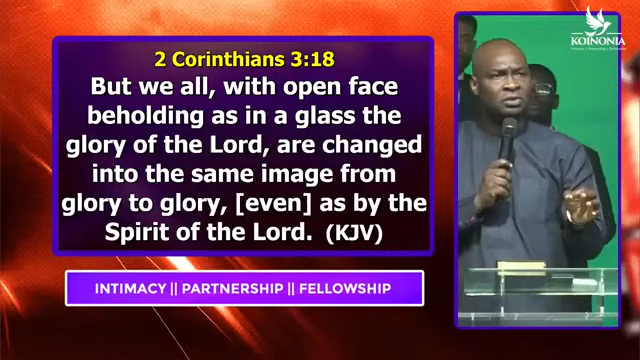 2 Corinthians 3:18
But we all, with open face
beholding as in a glass the
glory of the Lord, are changed
into the same image from
glory to glory, [even] as by the
Spirit of the Lord. (KJV)
INTIMACY || PARTNERSHIP || FELLOWSHIP
KOINONIA